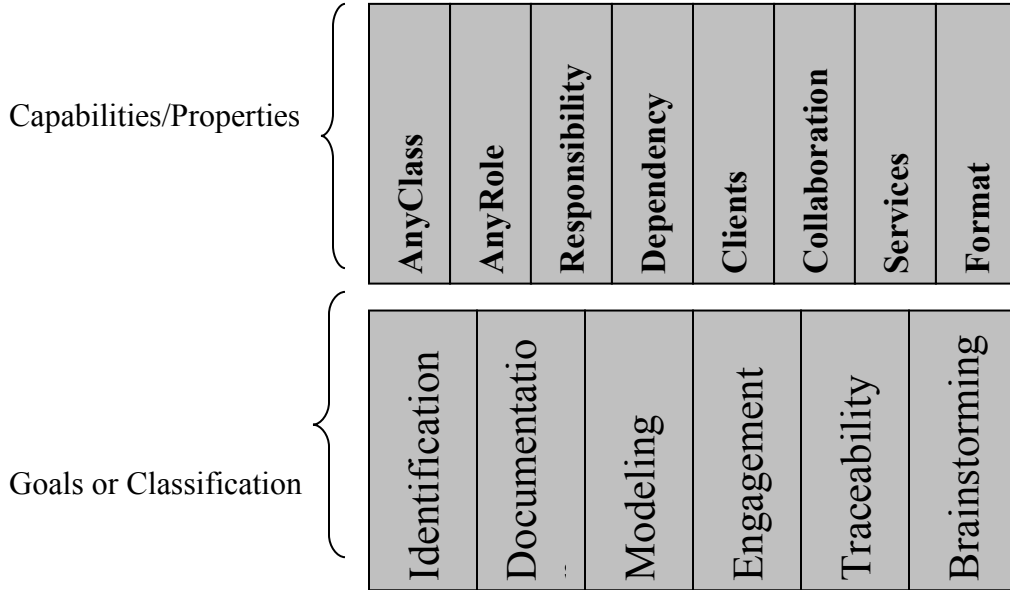 Capabilities/Properties
AnyClass
AnyRole
Responsibility
Dependency
Clients
Collaboration
Services
Format
Goals or Classification
Identification
Documentatio
Modeling
Engagement
Traceability
Brainstorming